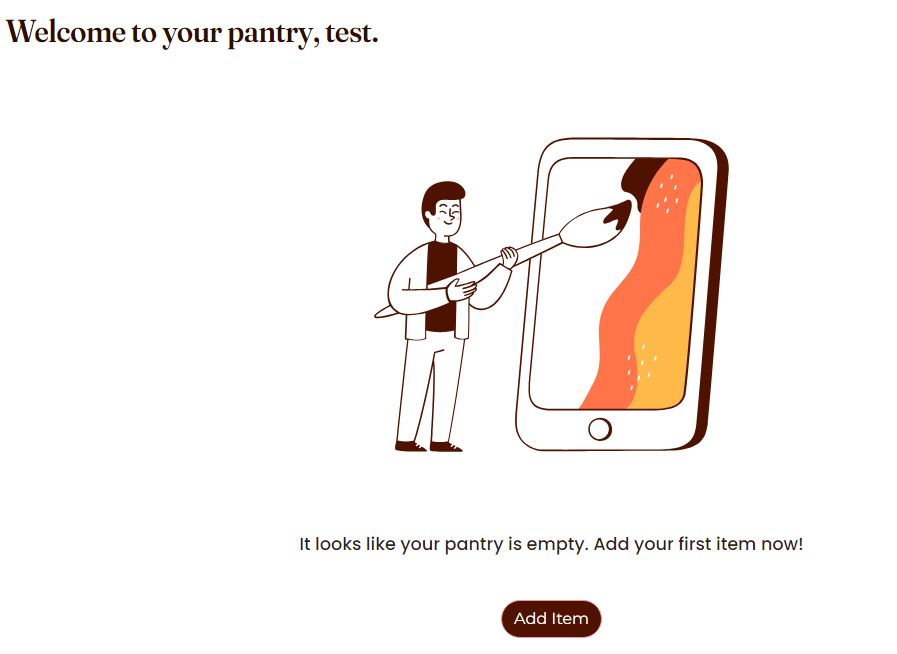 Welcome to your pantry, test.
It looks like your pantry is empty. Add your first item now!
Add Item